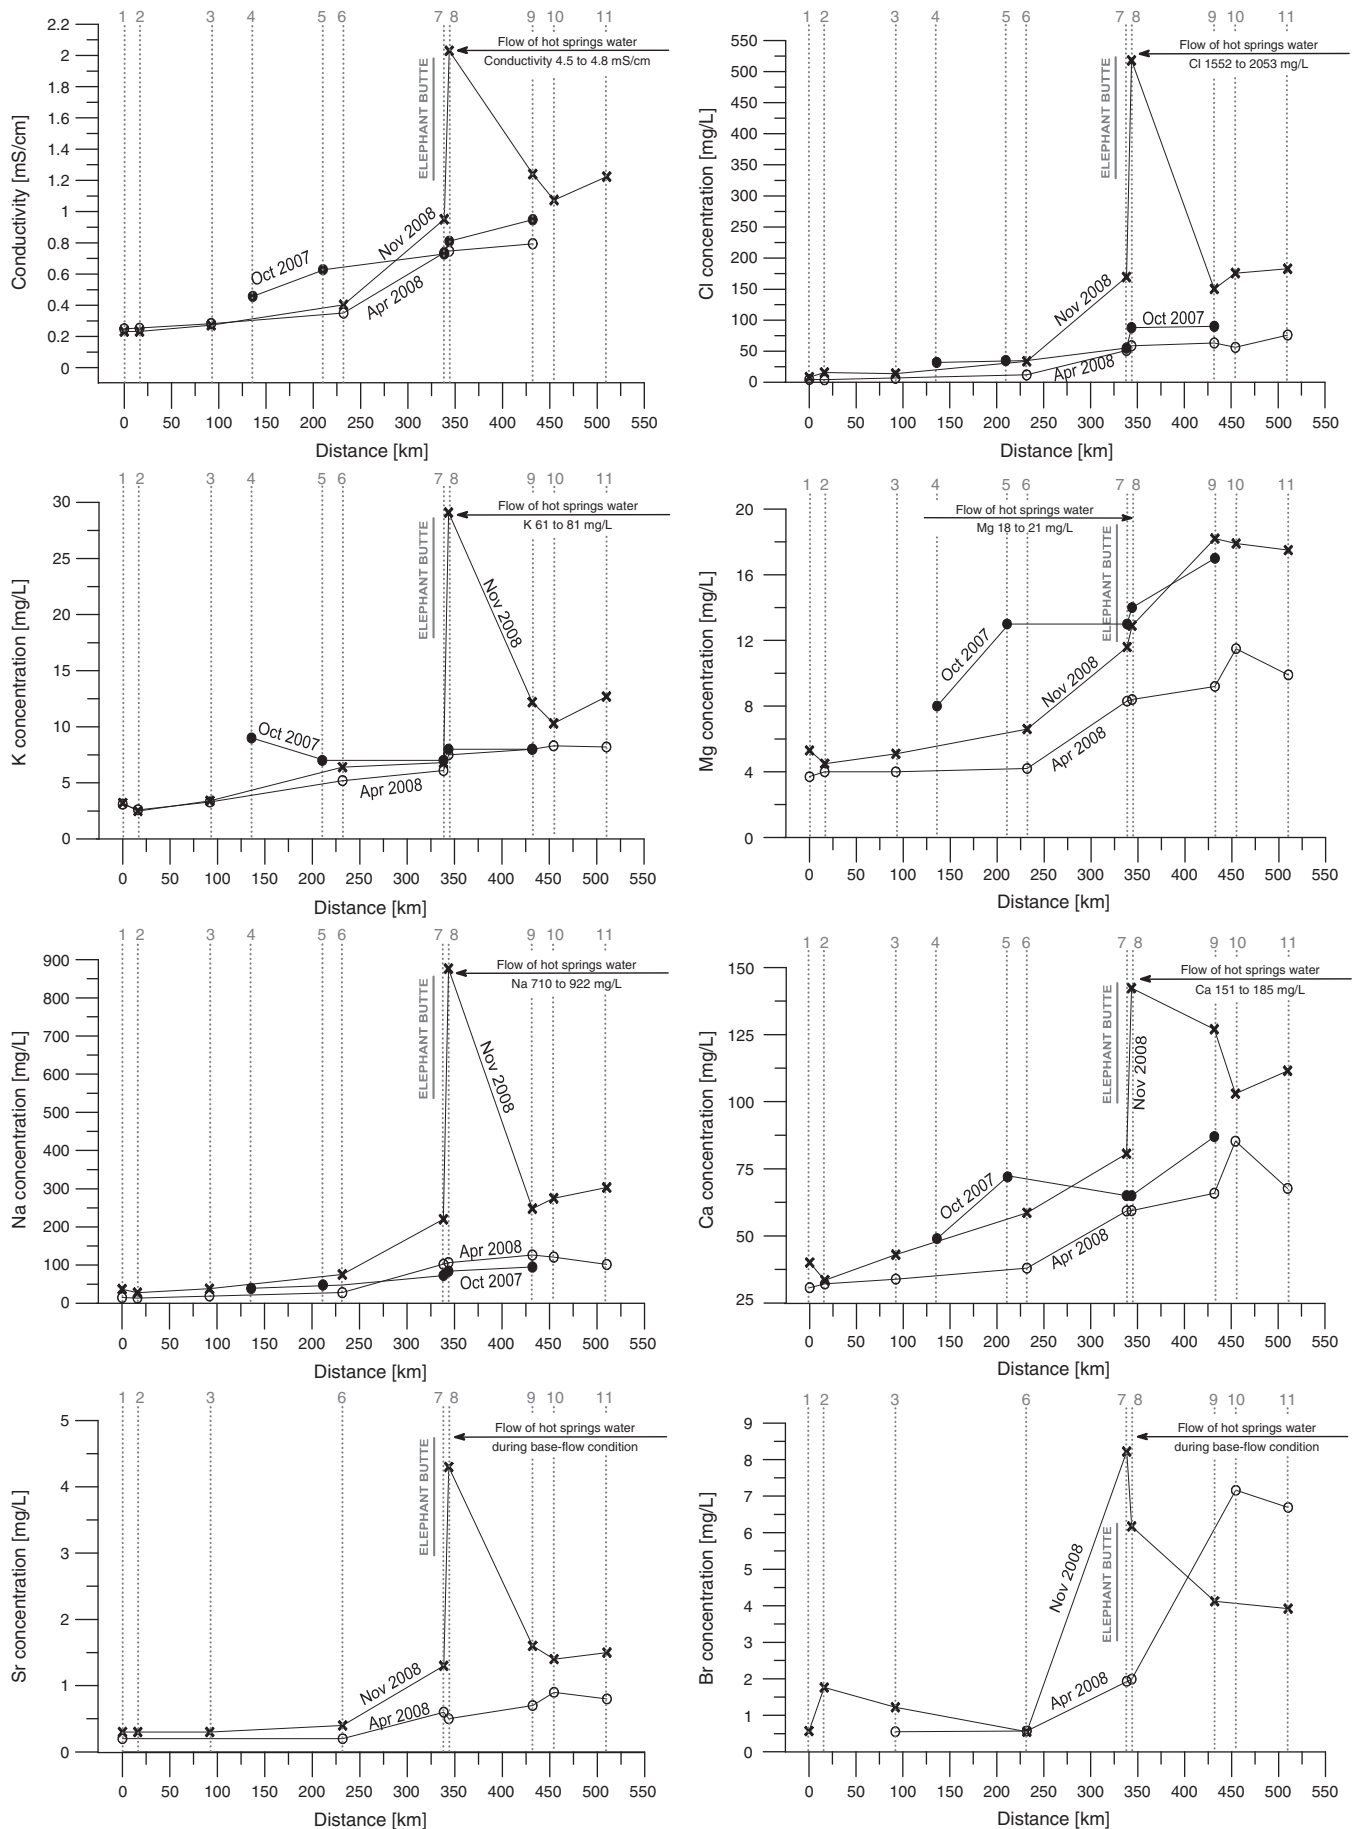 1 2 3 4 5 6 7 8 9 10 11
2.2
2
1.8
1.6
1.4
1.2
1
0.8
0.6
0.4
0.2
0
Conductivity [mS/cm]
Flow of hot springs water
Conductivity 4.5 to 4.8 mS/cm
ELEPHANT BUTTE
Oct 2007
Nov 2008
Apr 2008
0 50 100 150 200 250 300 350 400 450 500 550
Distance [km]
1 2 3 4 5 6 7 8 9 10 11
550
500
450
400
350
300
250
200
150
100
50
0
Cl concentration [mg/L]
Flow of hot springs water
Cl 1552 to 2053 mg/L
ELEPHANT BUTTE
Nov 2008
Oct 2007
Apr 2008
0 50 100 150 200 250 300 350 400 450 500 550
Distance [km]
1 2 3 4 5 6 7 8 9 10 11
30
25
20
15
10
5
0
K concentration [mg/L]
Flow of hot springs water
K 61 to 81 mg/L
ELEPHANT BUTTE
Nov 2008
Oct 2007
Apr 2008
0 50 100 150 200 250 300 350 400 450 500 550
Distance [km]
1 2 3 4 5 6 7 8 9 10 11
20
16
12
8
4
0
Mg concentration [mg/L]
Flow of hot springs water
Mg 18 to 21 mg/L
ELEPHANT BUTTE
Oct 2007
Nov 2008
Apr 2008
0 50 100 150 200 250 300 350 400 450 500 550
Distance [km]
1 2 3 4 5 6 7 8 9 10 11
900
800
700
600
500
400
300
200
100
0
Na concentration [mg/L]
Flow of hot springs water
Na 710 to 922 mg/L
ELEPHANT BUTTE
Nov 2008
Apr 2008
Oct 2007
0 50 100 150 200 250 300 350 400 450 500 550
Distance [km]
1 2 3 4 5 6 7 8 9 10 11
150
125
100
75
50
25
Ca concentration [mg/L]
Flow of hot springs water
Ca 151 to 185 mg/L
ELEPHANT BUTTE
Nov 2008
Oct 2007
Apr 2008
0 50 100 150 200 250 300 350 400 450 500 550
Distance [km]
1 2 3 6 7 8 9 10 11
5
4
3
2
1
0
Sr concentration [mg/L]
Flow of hot springs water
during base-flow condition
ELEPHANT BUTTE
Nov 2008
Apr 2008
0 50 100 150 200 250 300 350 400 450 500 550
Distance [km]
1 2 3 6 7 8 9 10 11
9
8
7
6
5
4
3
2
1
0
Br concentration [mg/L]
Flow of hot springs water
during base-flow condition
ELEPHANT BUTTE
Nov 2008
Apr 2008
0 50 100 150 200 250 300 350 400 450 500 550
Distance [km]